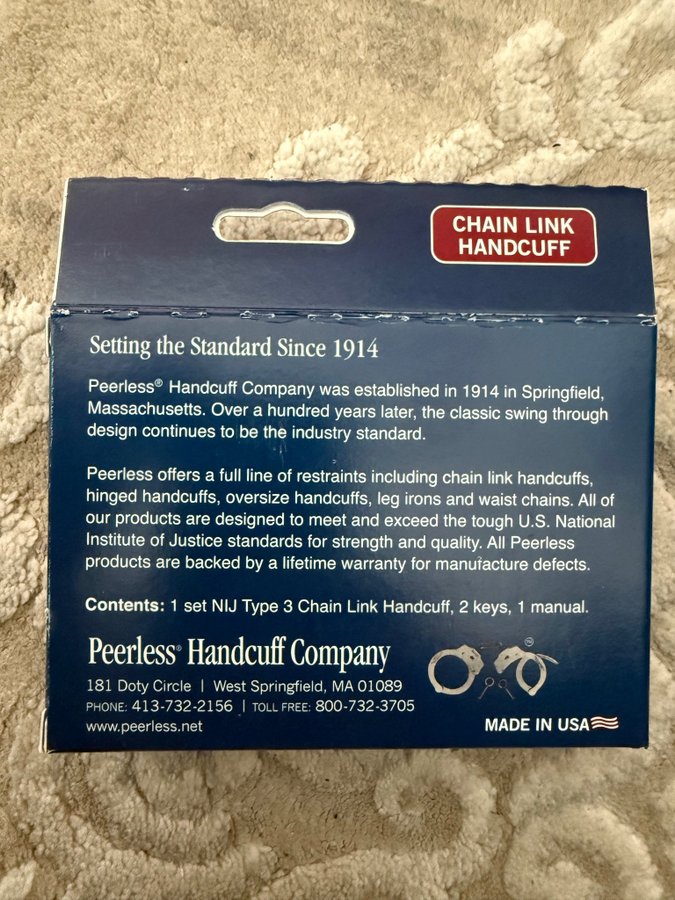 CHAIN LINK
HANDCUFF
Setting the Standard Since 1914
Peerless® Handcuff Company was established in 1914 in Springfield,
Massachusetts. Over a hundred years later, the classic swing through
design continues to be the industry standard.
Peerless offers a full line of restraints including chain link handcuffs,
hinged handcuffs, oversize handcuffs, leg irons and waist chains. All of
our products are designed to meet and exceed the tough U.S. National
Institute of Justice standards for strength and quality. All Peerless
products are backed by a lifetime warranty for manufacture defects.
Contents: 1 set NIJ Type 3 Chain Link Handcuff, 2 keys, 1 manual.
Peerless® Handcuff Company
181 Doty Circle | West Springfield, MA 01089
PHONE: 413-732-2156 | TOLL FREE: 800-732-3705
www.peerless.net
TM
MADE IN USA